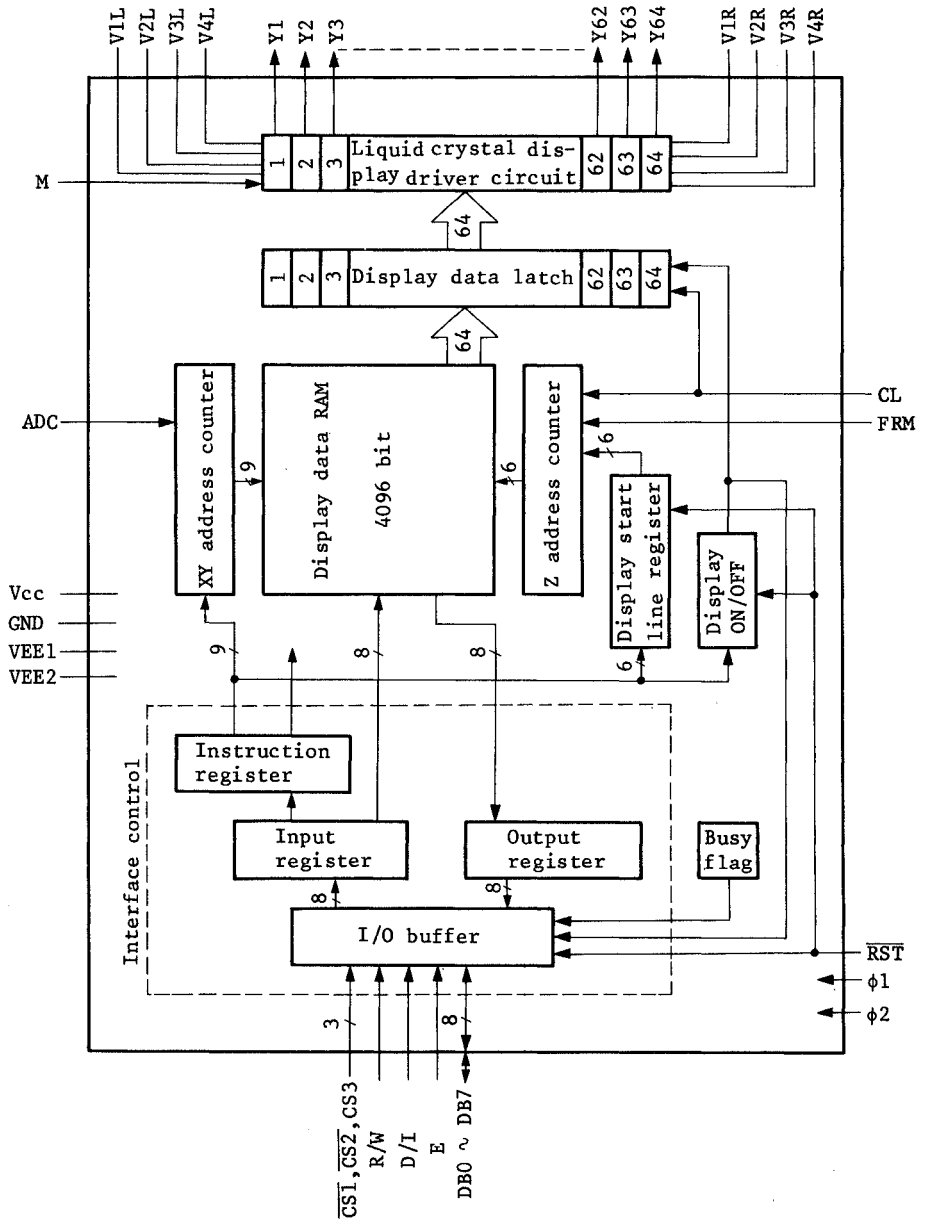 V1L
V2L
V3L
V4L
Y1
Y2
Y3
Y62
Y63
Y64
V1R
V2R
V3R
V4R
M
1
2
3
Liquid crystal dis-
play driver circuit
62
63
64
64
1
2
3
Display data latch
62
63
64
64
ADC
XY address counter
9
Display data RAM
4096 bit
6
Z address counter
CL
FRM
6
Display start
line register
Display
ON/OFF
Vcc
GND
VEE1
VEE2
9
8
8
6
Interface control
Instruction
register
Input
register
Output
register
Busy
flag
8
8
I/O buffer
RST
φ1
φ2
3
8
CS1, CS2, CS3
R/W
D/I
E
DB0 ~ DB7